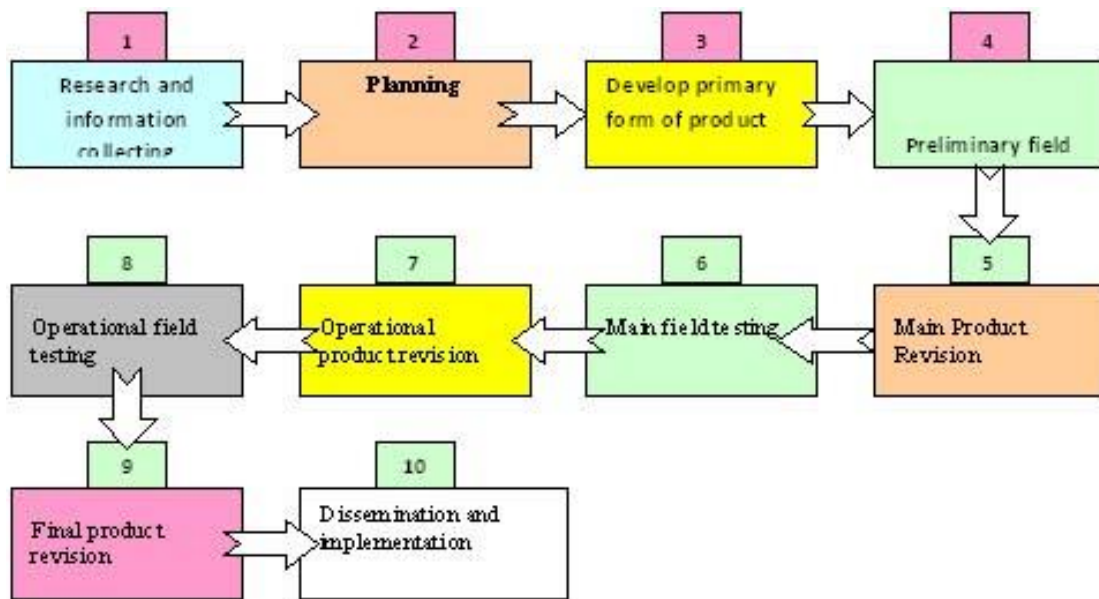 1
Research and
information
collecting
2
Planning
3
Develop primary
form of product
4
Preliminary field
5
Main Product
Revision
6
Main field testing
7
Operational
product revision
8
Operational field
testing
9
Final product
revision
10
Dissemination and
implementation